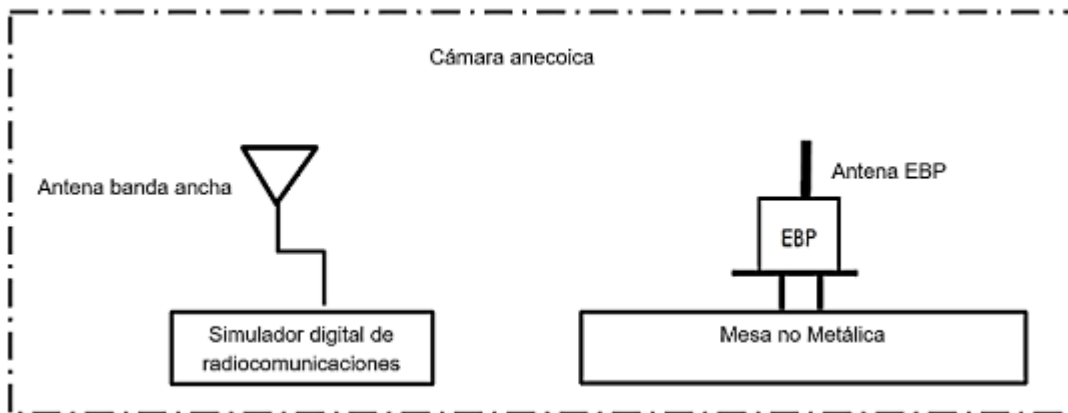 Cámara anecoica
Antena banda ancha
Antena EBP
EBP
Simulador digital de
radiocomunicaciones
Mesa no Metálica